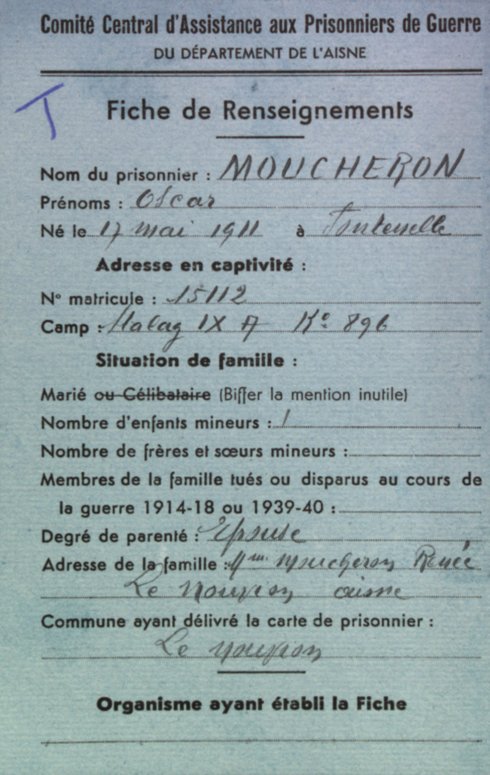 Comité Central d'Assistance aux Prisonniers de Guerre
DU DÉPARTEMENT DE L'AISNE
T
Fiche de Renseignements
Nom du prisonnier : MOUCHERON
Prénoms : Oscar
Né le 17 mai 1911 à Fontenelle
Adresse en captivité :
N° matricule : 15112
Camp : Stalag IX A Ko 896
Situation de famille :
Marié ou Célibataire (Biffer la mention inutile)
Nombre d'enfants mineurs : 1
Nombre de frères et sœurs mineurs :
Membres de la famille tués ou disparus au cours de
la guerre 1914-18 ou 1939-40 :
Degré de parenté : Epouse
Adresse de la famille : Mme Moucheron Renée
Le Nouvion aisne
Commune ayant délivré la carte de prisonnier :
Le Nouvion
Organisme ayant établi la Fiche